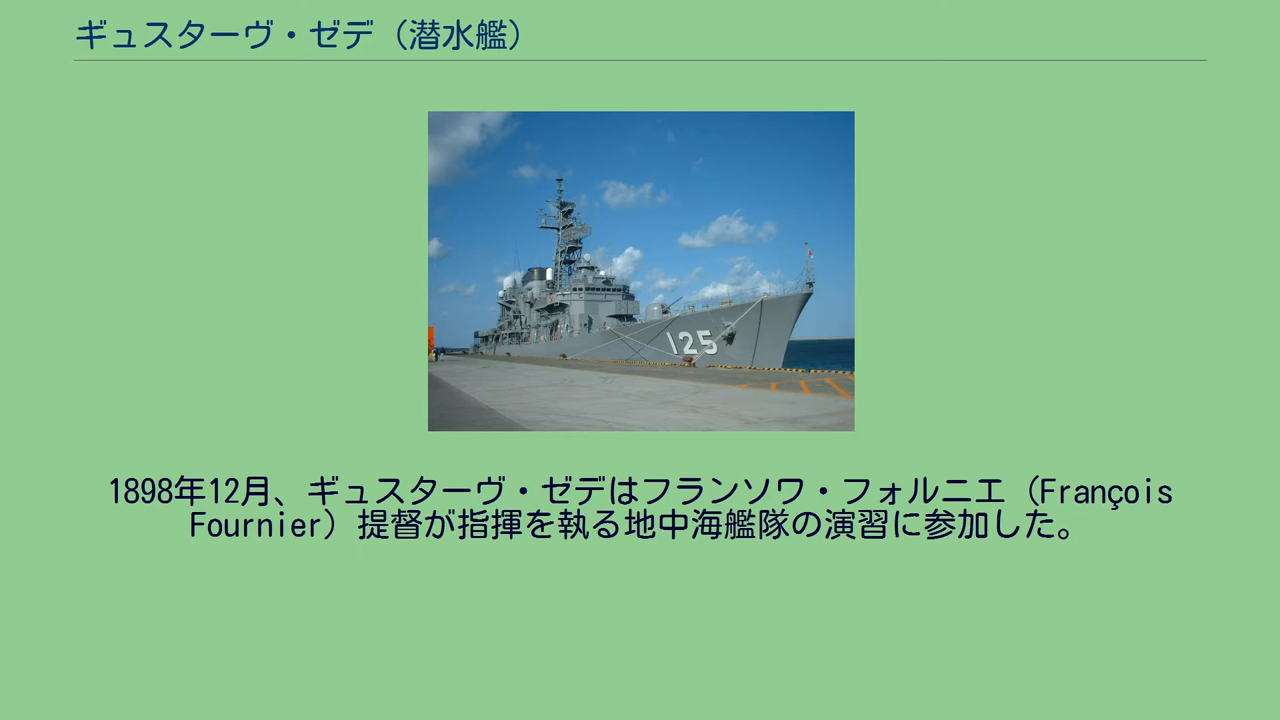 ギュスターヴ・ゼデ（潜水艦）
125
1898年12月、ギュスターヴ・ゼデはフランソワ・フォルニエ（François
Fournier）提督が指揮を執る地中海艦隊の演習に参加した。